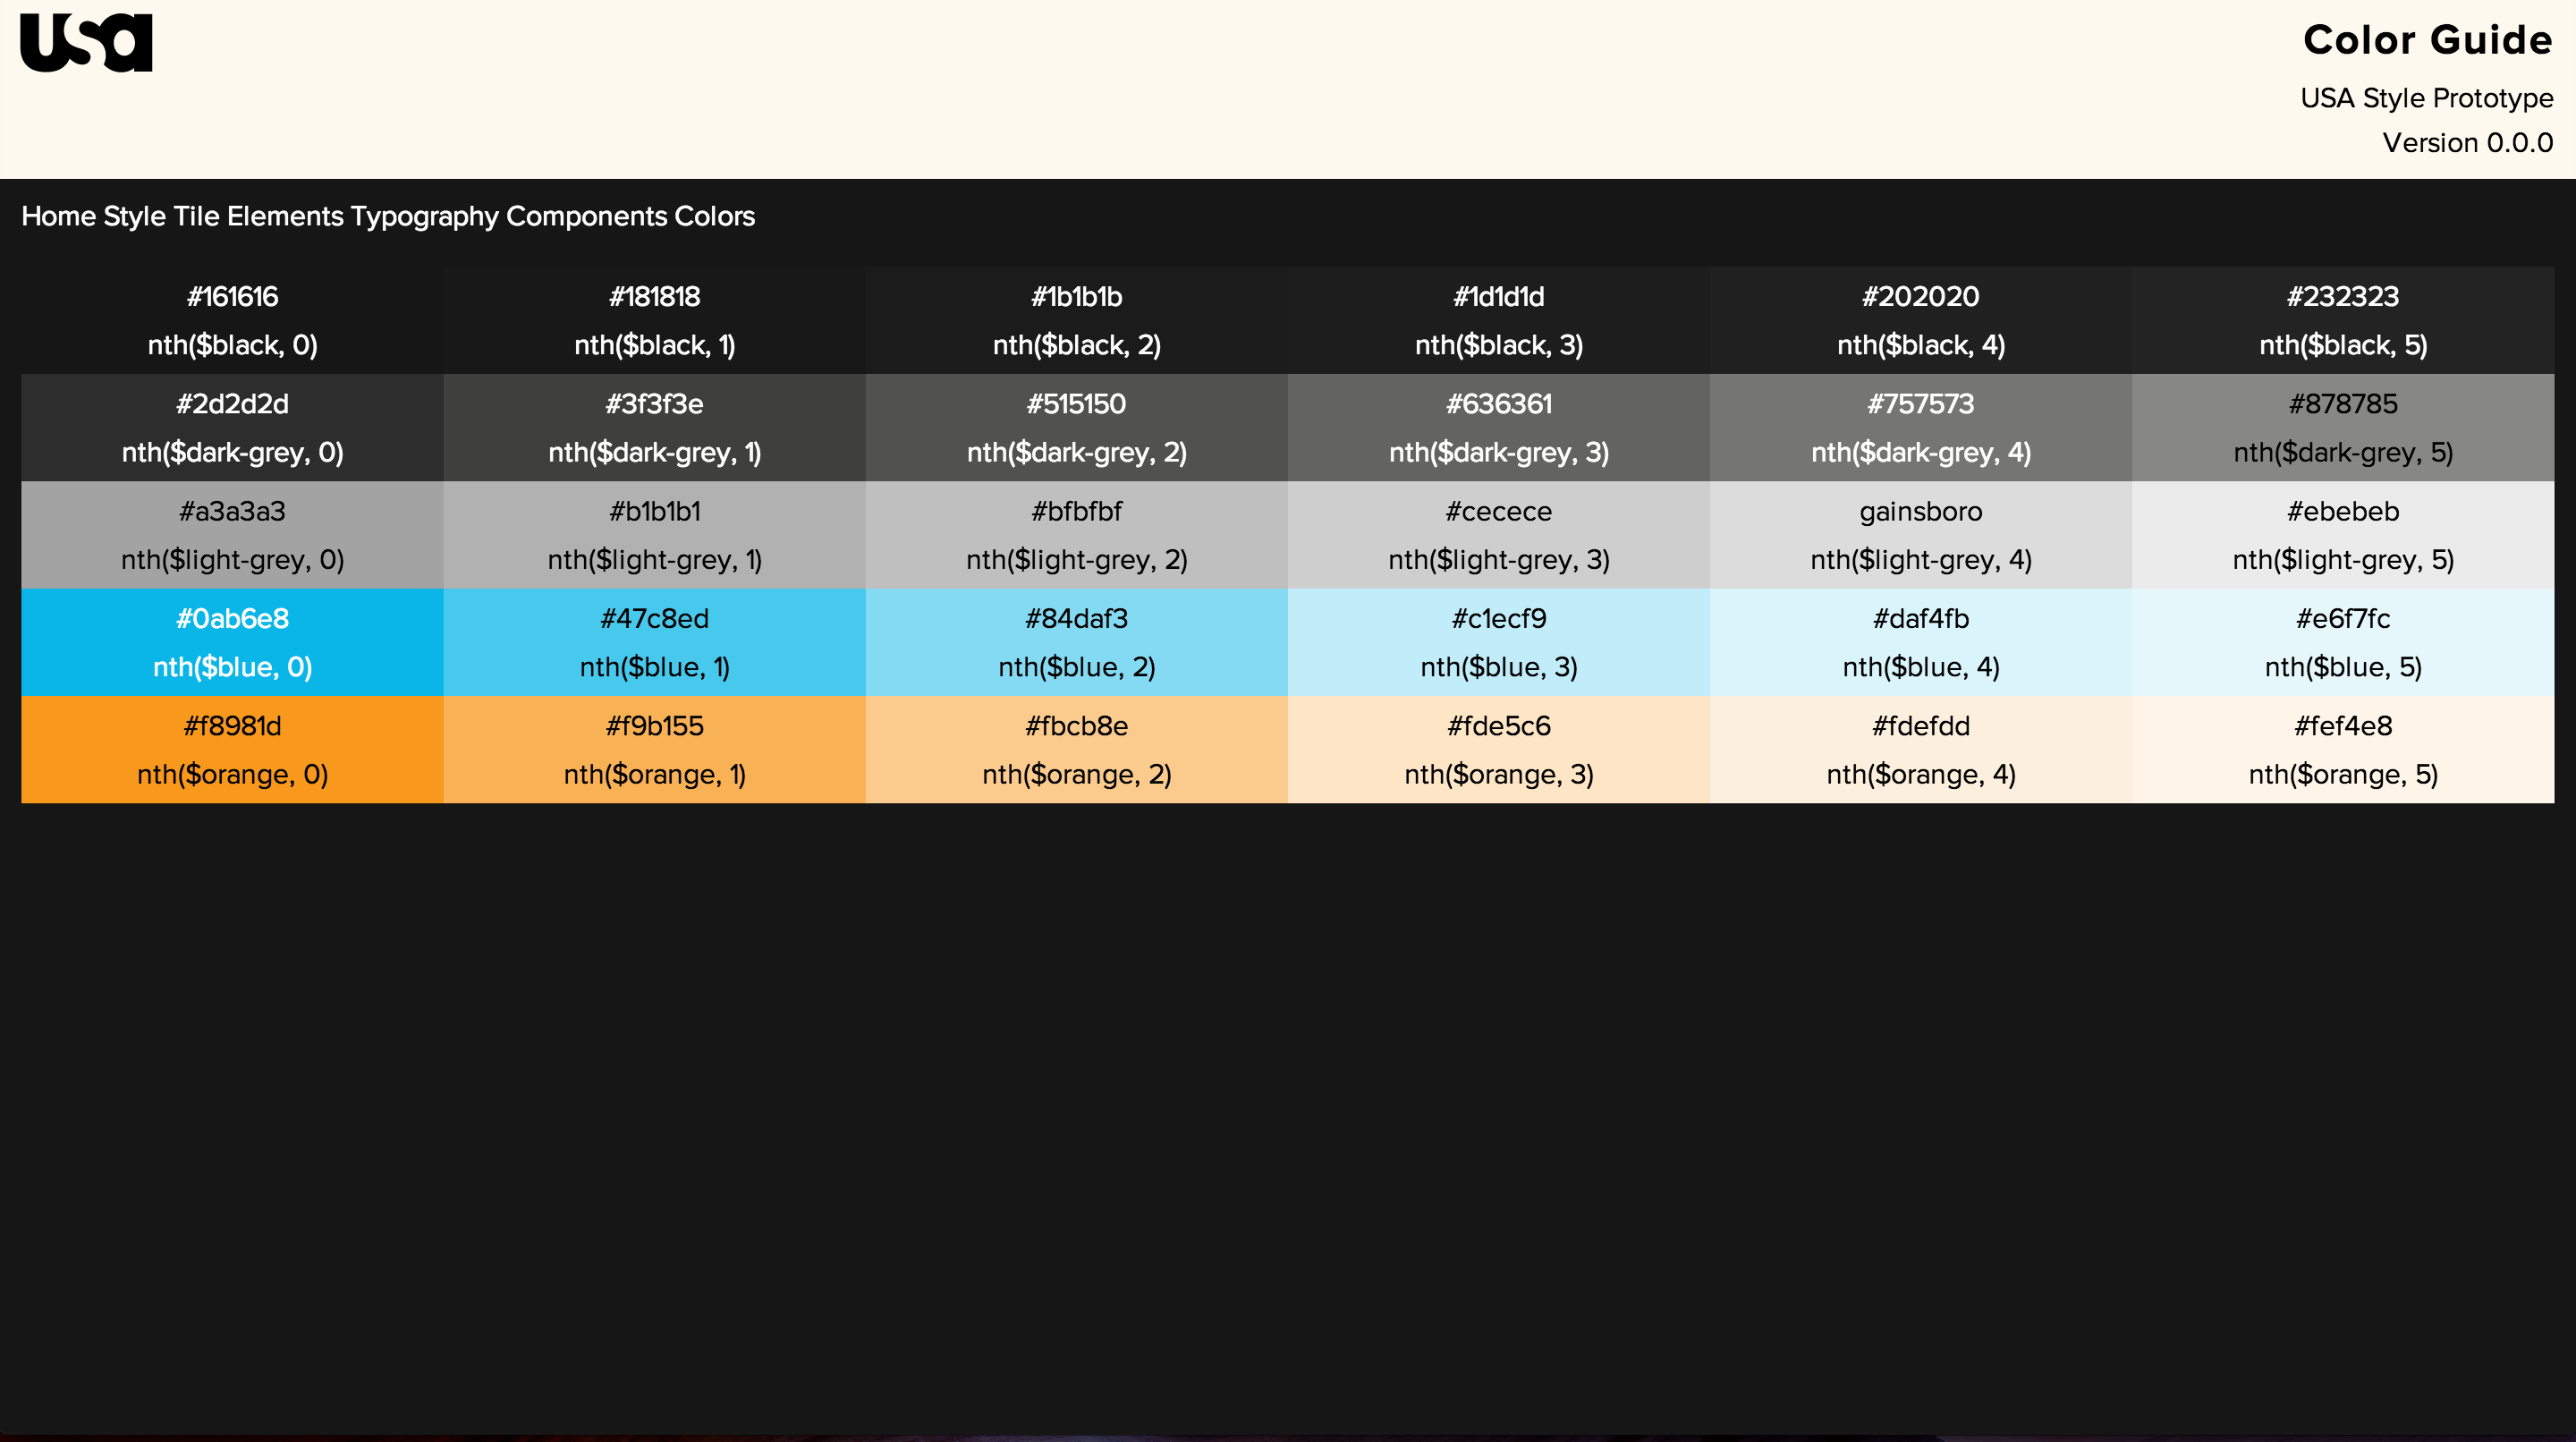 usa
Color Guide
USA Style Prototype
Version 0.0.0
Home Style Tile Elements Typography Components Colors
#161616 #181818 #1b1b1b #1d1d1d #202020 #232323
nth($black, 0) nth($black, 1) nth($black, 2) nth($black, 3) nth($black, 4) nth($black, 5)
#2d2d2d #3f3f3e #515150 #636361 #757573 #878785
nth($dark-grey, 0) nth($dark-grey, 1) nth($dark-grey, 2) nth($dark-grey, 3) nth($dark-grey, 4) nth($dark-grey, 5)
#a3a3a3 #b1b1b1 #bfbfbf #cecece gainsboro #ebebeb
nth($light-grey, 0) nth($light-grey, 1) nth($light-grey, 2) nth($light-grey, 3) nth($light-grey, 4) nth($light-grey, 5)
#0ab6e8 #47c8ed #84daf3 #c1ecf9 #daf4fb #e6f7fc
nth($blue, 0) nth($blue, 1) nth($blue, 2) nth($blue, 3) nth($blue, 4) nth($blue, 5)
#f8981d #f9b155 #fbcb8e #fde5c6 #fdefdd #fef4e8
nth($orange, 0) nth($orange, 1) nth($orange, 2) nth($orange, 3) nth($orange, 4) nth($orange, 5)